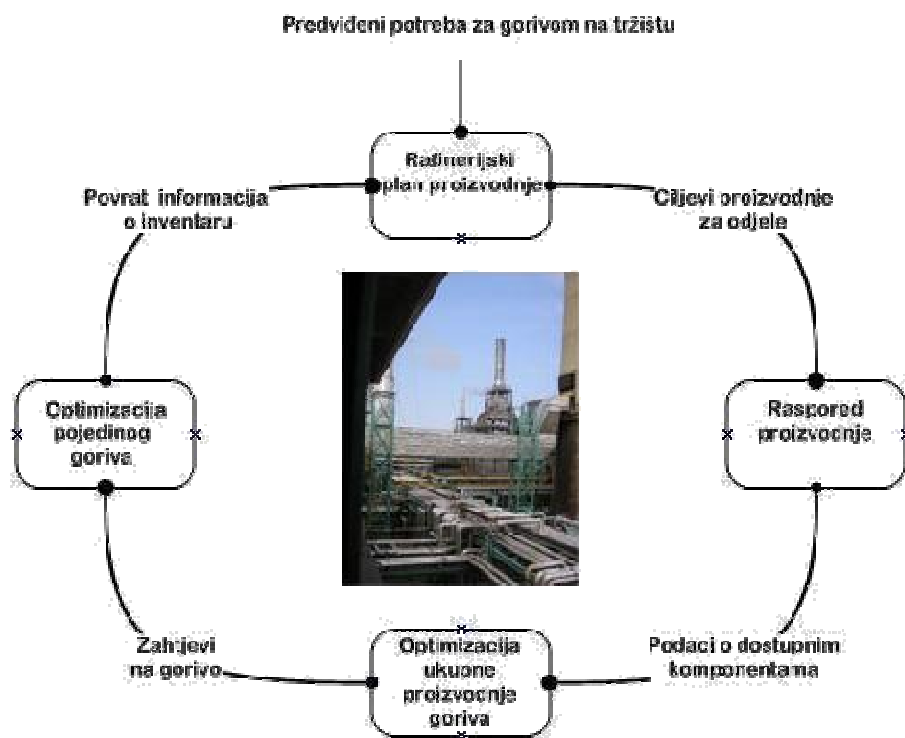 Predviđeni potreba za gorivom na tržištu
Rafinerijski
plan proizvodnje
Povrat informacija
o inventaru
Ciljevi proizvodnje
za odjele
Optimizacija
pojedinog
goriva
Raspored
proizvodnje
Zahtjevi
na gorivo
Optimizacija
ukupne
proizvodnje
goriva
Podaci o dostupnim
komponentama